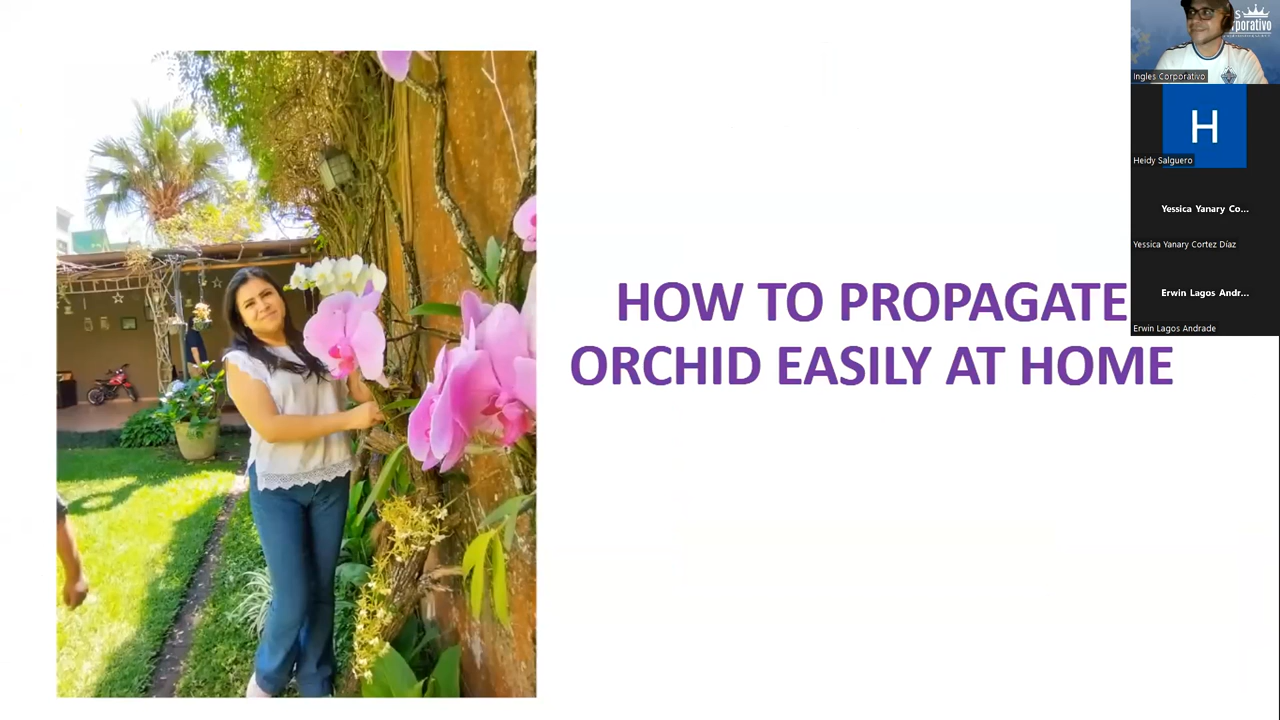 HOW TO PROPAGATE
ORCHID EASILY AT HOME
Ingles Corporativo
H
Heidy Salguero
Yessica Yanary Co...
Yessica Yanary Cortez Díaz
Erwin Lagos Andr...
Erwin Lagos Andrade